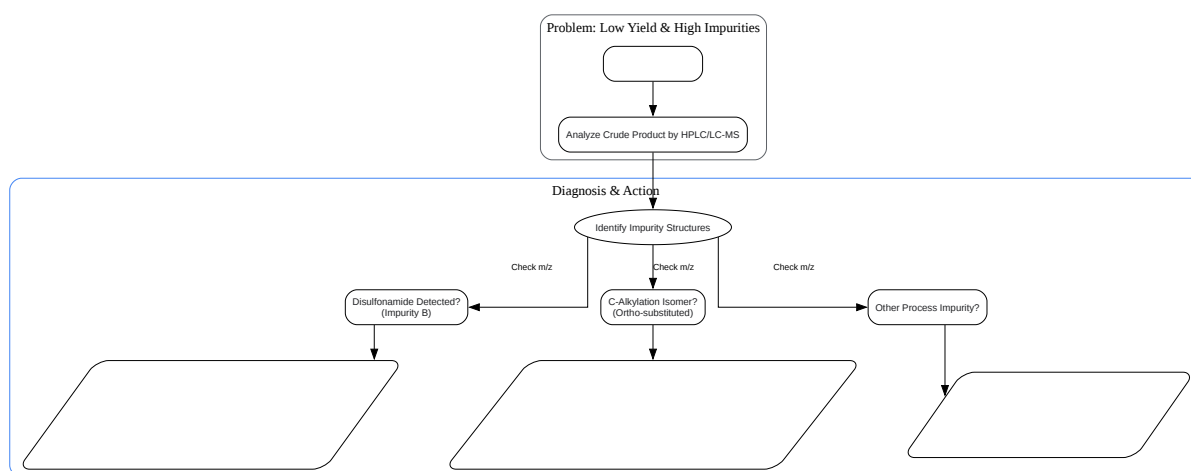 Problem: Low Yield & High Impurities
Analyze Crude Product by HPLC/LC-MS
Diagnosis & Action
Identify Impurity Structures
Check m/z
Check m/z
Check m/z
Disulfonamide Detected?
(Impurity B)
C-Alkylation Isomer?
(Ortho-substituted)
Other Process Impurity?